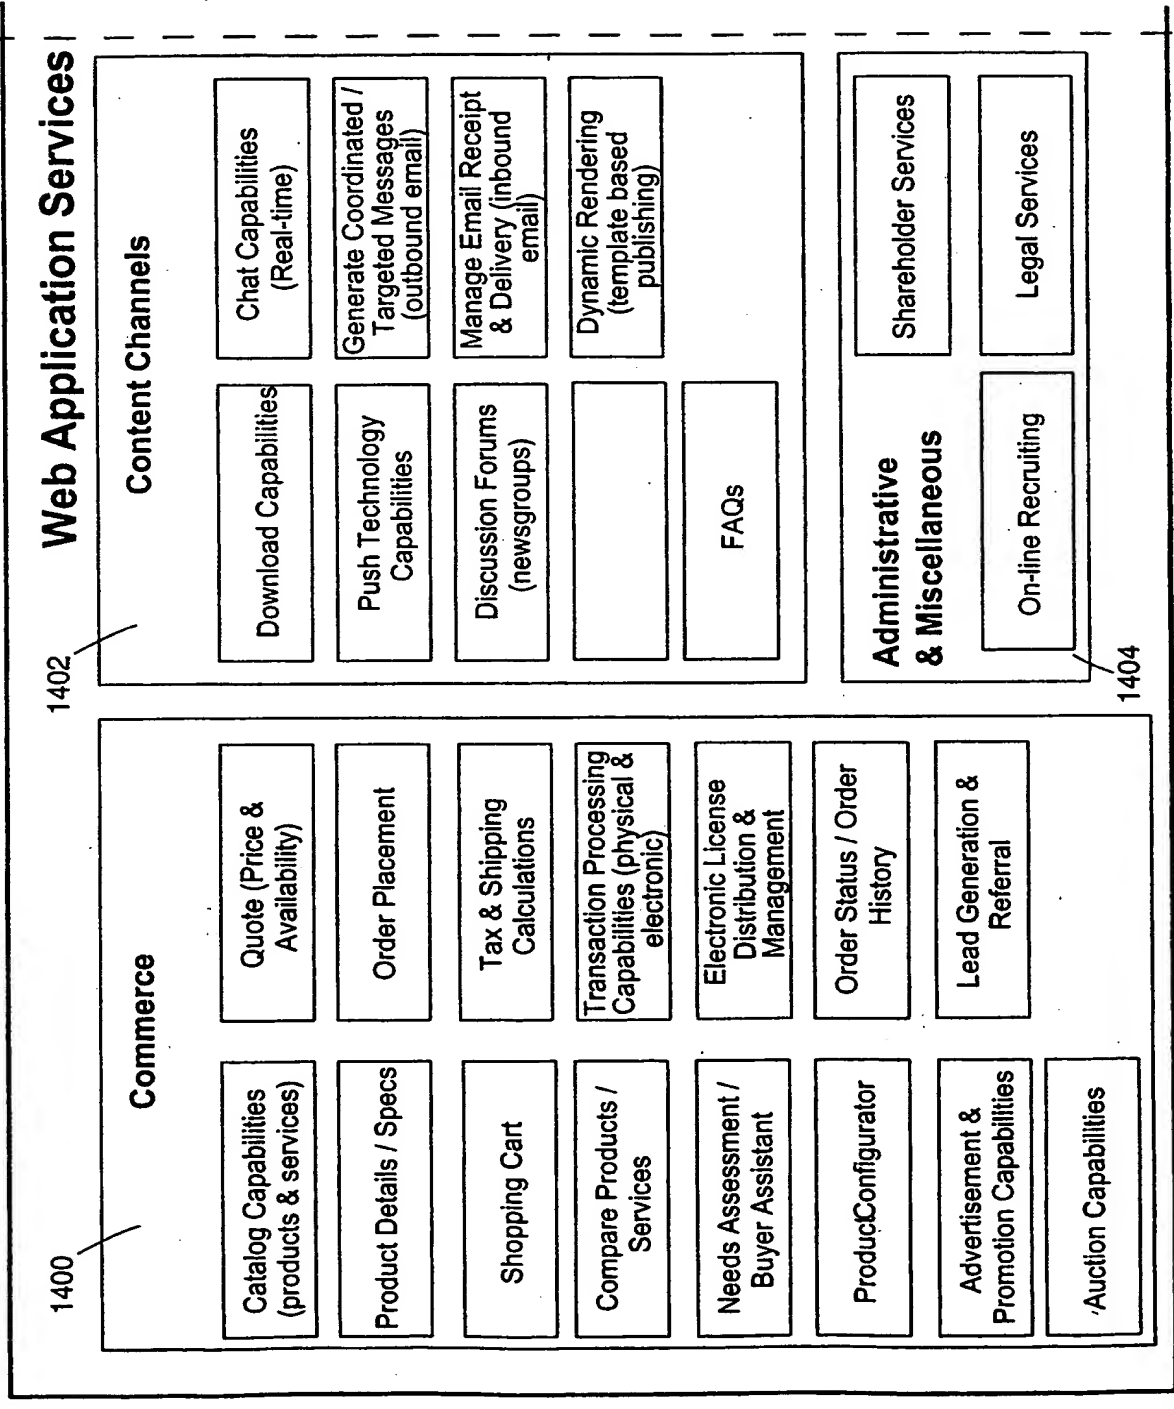 Web Application Services
1400
Commerce
Catalog Capabilities
(products & services)
Quote (Price &
Availability)
Product Details / Specs
Order Placement
Shopping Cart
Tax & Shipping
Calculations
Compare Products /
Services
Transaction Processing
Capabilities (physical &
electronic)
Needs Assessment /
Buyer Assistant
Electronic License
Distribution &
Management
Product Configurator
Order Status / Order
History
Advertisement &
Promotion Capabilities
Lead Generation &
Referral
Auction Capabilities
1402
Content Channels
Download Capabilities
Chat Capabilities
(Real-time)
Push Technology
Capabilities
Generate Coordinated /
Targeted Messages
(outbound email)
Discussion Forums
(newsgroups)
Manage Email Receipt
& Delivery (inbound
email)
Dynamic Rendering
(template based
publishing)
FAQs
Administrative
& Miscellaneous
Shareholder Services
On-line Recruiting
Legal Services
1404